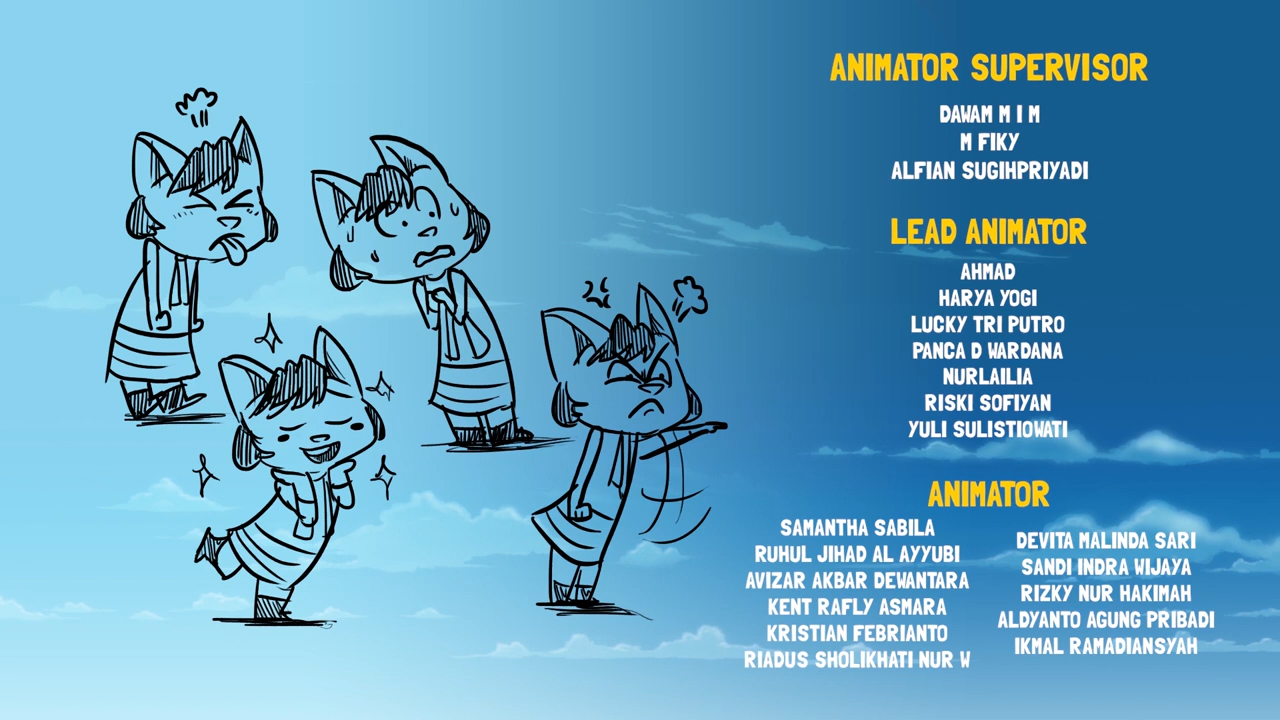 ANIMATOR SUPERVISOR
DAWAM M I M
M FIKY
ALFIAN SUGIHPRIYADI
LEAD ANIMATOR
AHMAD
HARYA YOGI
LUCKY TRI PUTRO
PANCA D WARDANA
NURLAILIA
RISKI SOFIYAN
YULI SULISTIOWATI
ANIMATOR
SAMANTHA SABILA
RUHUL JIHAD AL AYYUBI
AVIZAR AKBAR DEWANTARA
KENT RAFLY ASMARA
KRISTIAN FEBRIANTO
RIADUS SHOLIKHATI NUR W
DEVITA MALINDA SARI
SANDI INDRA WIJAYA
RIZKY NUR HAKIMAH
ALDYANTO AGUNG PRIBADI
IKMAL RAMADIANSYAH